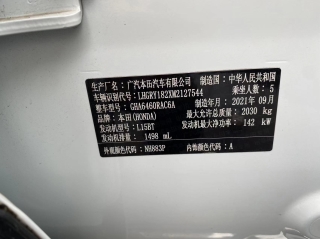 生产厂名：广汽本田汽车有限公司 制造国：中华人民共和国
车辆识别代号：LHGRY182XM2127544 乘坐人数：5
整车型号：GHA6460RAC6A 制造年月：2021年09月
品牌：本田(HONDA) 最大允许总质量：2030 kg
发动机型号：L15BT 发动机最大净功率：142 kW
发动机排量：1498 mL
外观颜色代号：NH883P 内饰颜色代号：A